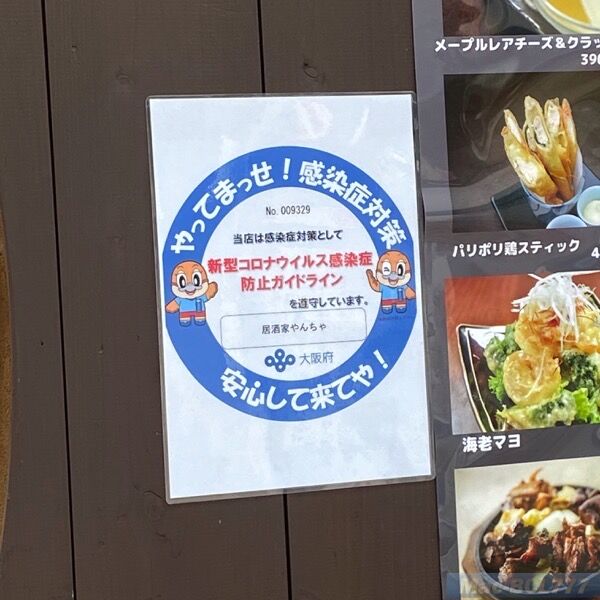 やってまっせ！感染症対策
No. 009329
当店は感染症対策として
新型コロナウイルス感染症
防止ガイドライン
を遵守しています。
居酒家やんちゃ
大阪府
安心して来てや！
メープルレアチーズ＆クラッ
390
パリポリ鶏スティック
4
海老マヨ